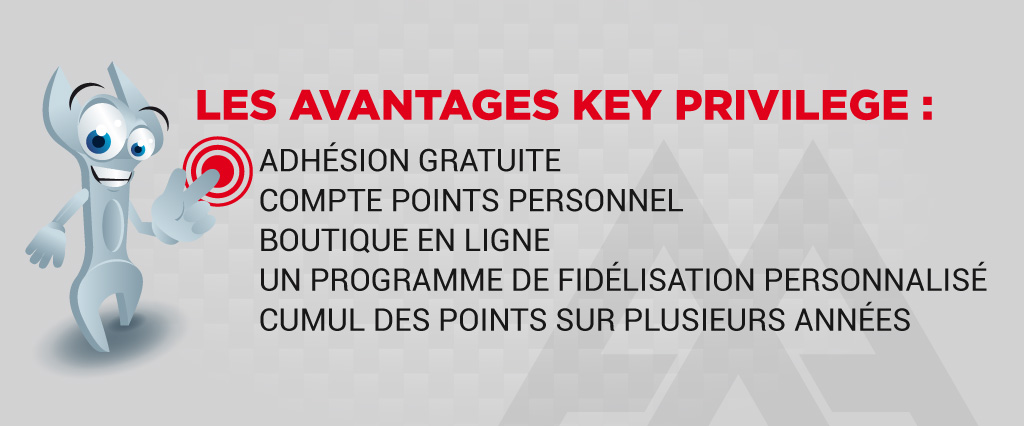 LES AVANTAGES KEY PRIVILEGE :
ADHÉSION GRATUITE
COMPTE POINTS PERSONNEL
BOUTIQUE EN LIGNE
UN PROGRAMME DE FIDÉLISATION PERSONNALISÉ
CUMUL DES POINTS SUR PLUSIEURS ANNÉES